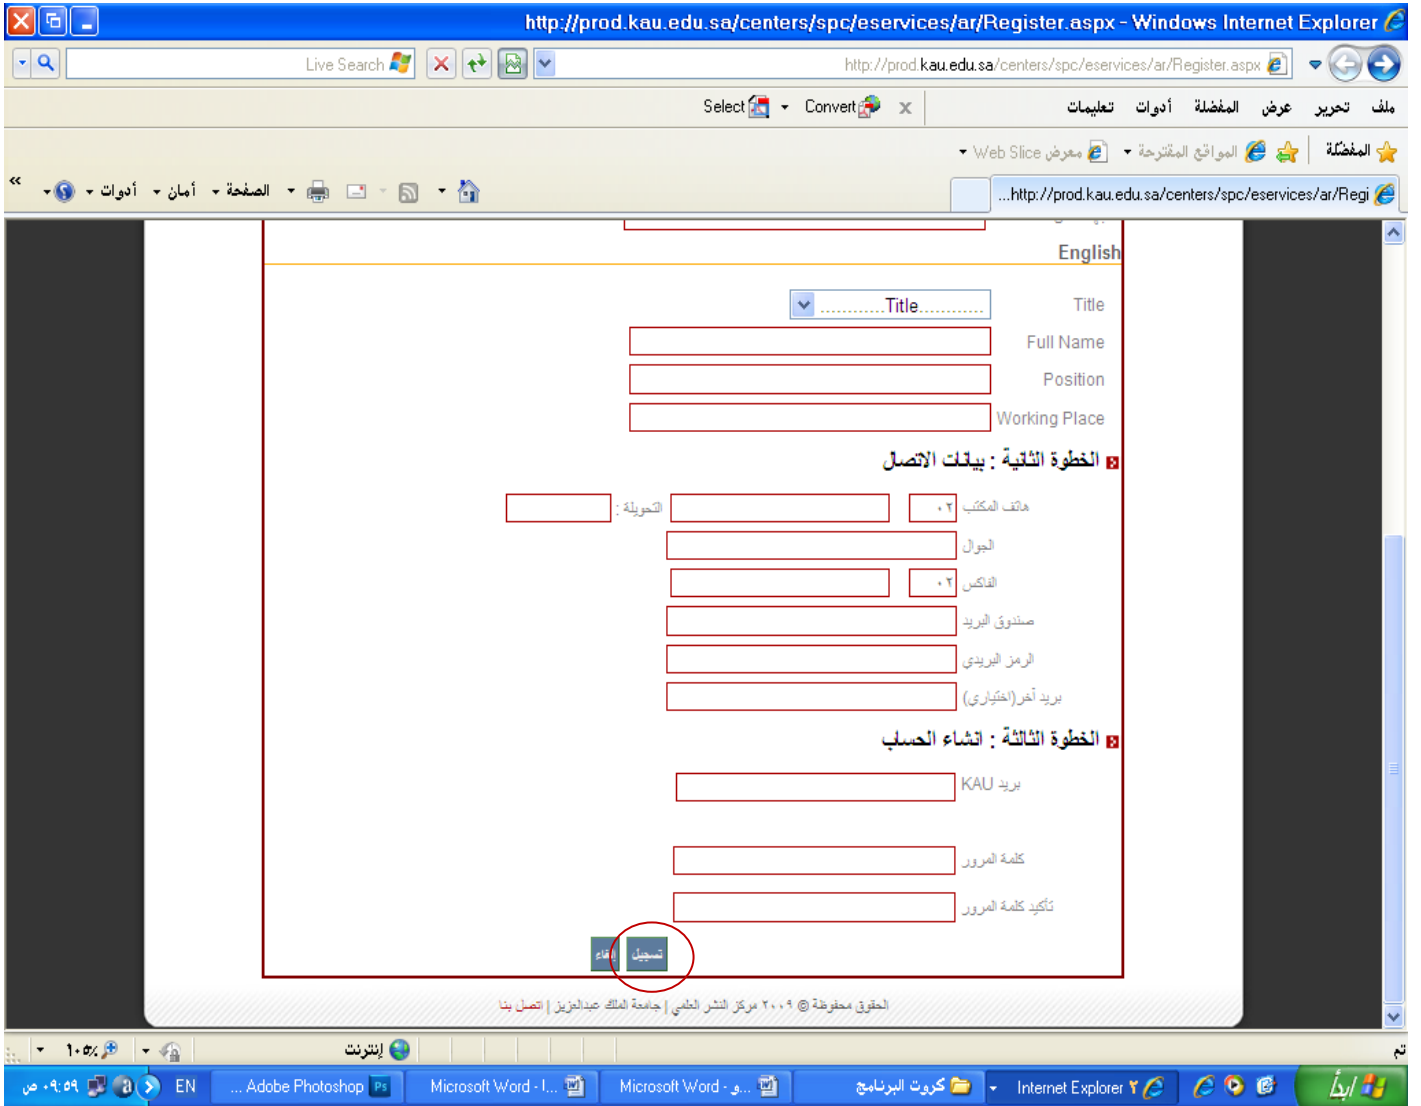 http://prod.kau.edu.sa/centers/spc/eservices/ar/Register.aspx - Windows Internet Explorer
Live Search
http://prod.kau.edu.sa/centers/spc/eservices/ar/Register.aspx
ملف تحرير عرض المفضلة أدوات تعليمات
x Convert Select
المفضّلة المواقع المقترحة معرض Web Slice
...http://prod.kau.edu.sa/centers/spc/eservices/ar/Regi
الصفحة أمان أدوات »
English
Title ............Title............
Full Name
Position
Working Place
الخطوة الثانية : بيانات الاتصال
هاتف المكتب ٠٢ التحويلة :
الجوال
الفاكس ٠٢
صندوق البريد
الرمز البريدي
بريد آخر(اختياري)
الخطوة الثالثة : انشاء الحساب
بريد KAU
كلمة المرور
تأكيد كلمة المرور
تسجيل إلغاء
الحقوق محفوظة © ٢٠٠٩ مركز النشر العلمي | جامعة الملك عبدالعزيز | اتصل بنا
تم إنترنت ١٠٥٪
ابدأ ٢ Internet Explorer كروت البرنامج Microsoft Word - و... Microsoft Word - I... Adobe Photoshop ... EN ٠٩:٥٩ ص